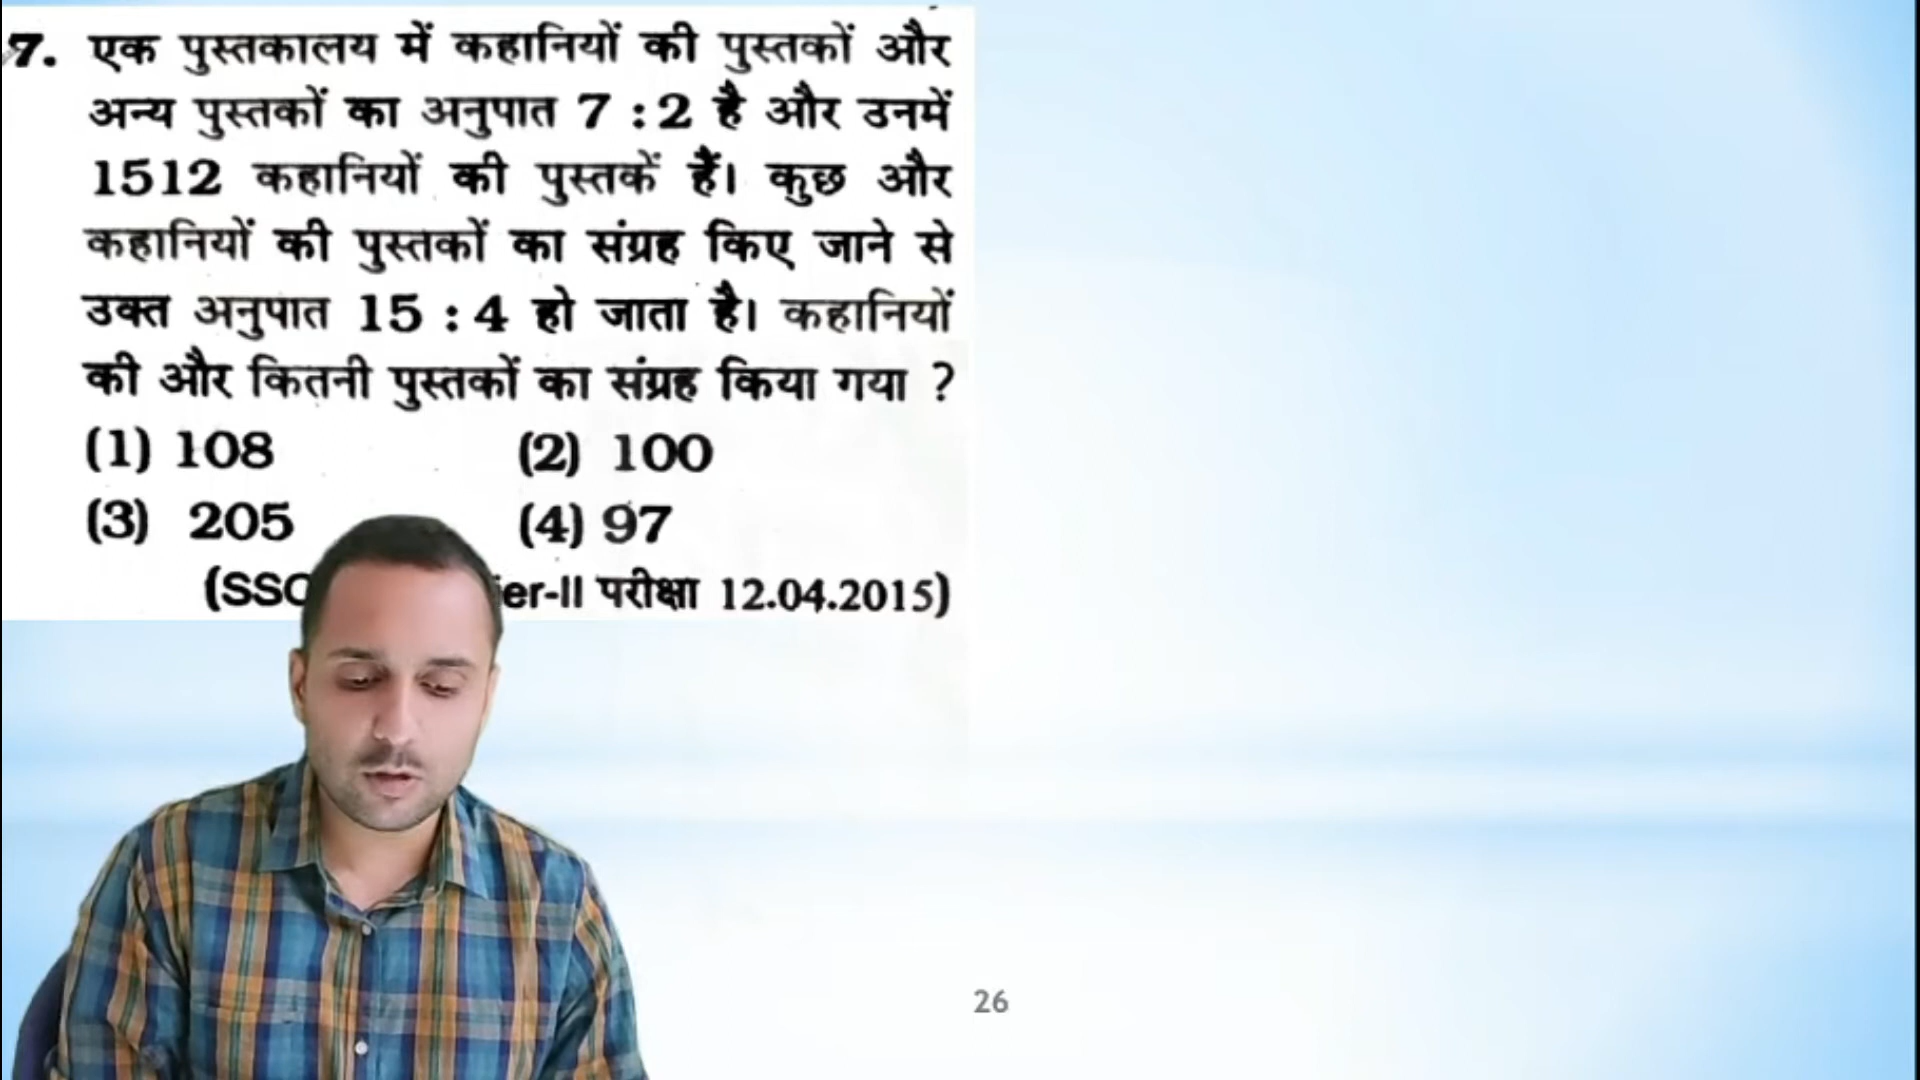 7. एक पुस्तकालय में कहानियों की पुस्तकों और
अन्य पुस्तकों का अनुपात 7 : 2 है और उनमें
1512 कहानियों की पुस्तकें हैं। कुछ और
कहानियों की पुस्तकों का संग्रह किए जाने से
उक्त अनुपात 15 : 4 हो जाता है। कहानियों
की और कितनी पुस्तकों का संग्रह किया गया ?
(1) 108 (2) 100
(3) 205 (4) 97
(SSC er-II परीक्षा 12.04.2015)
26